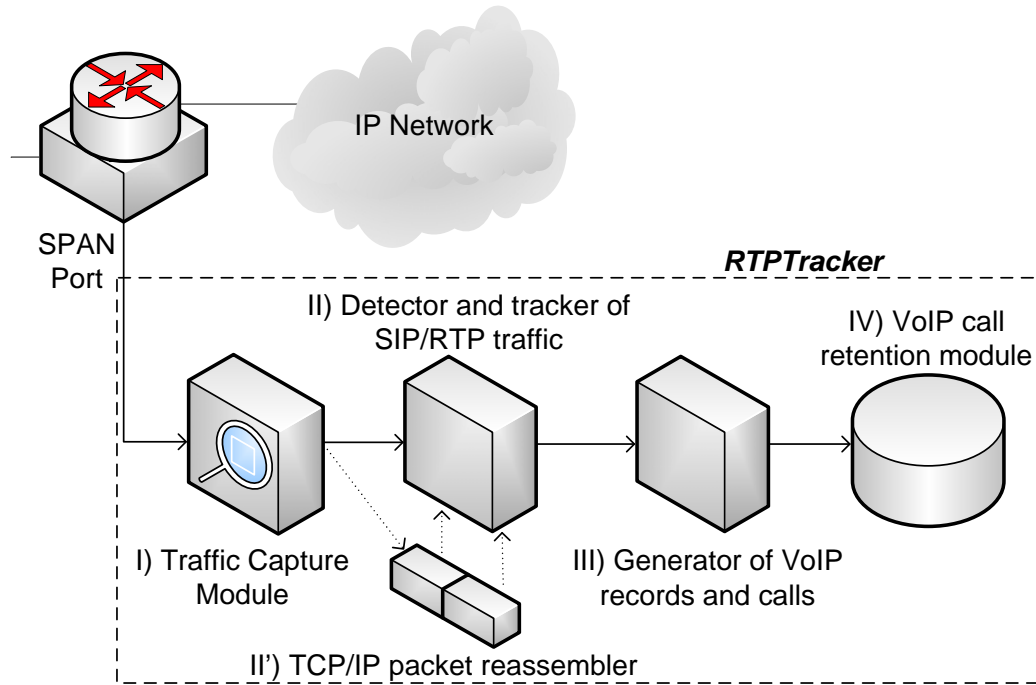 IP Network
SPAN
Port
RTPTracker
II) Detector and tracker of
SIP/RTP traffic
IV) VoIP call
retention module
I) Traffic Capture
Module
III) Generator of VoIP
records and calls
II') TCP/IP packet reassembler